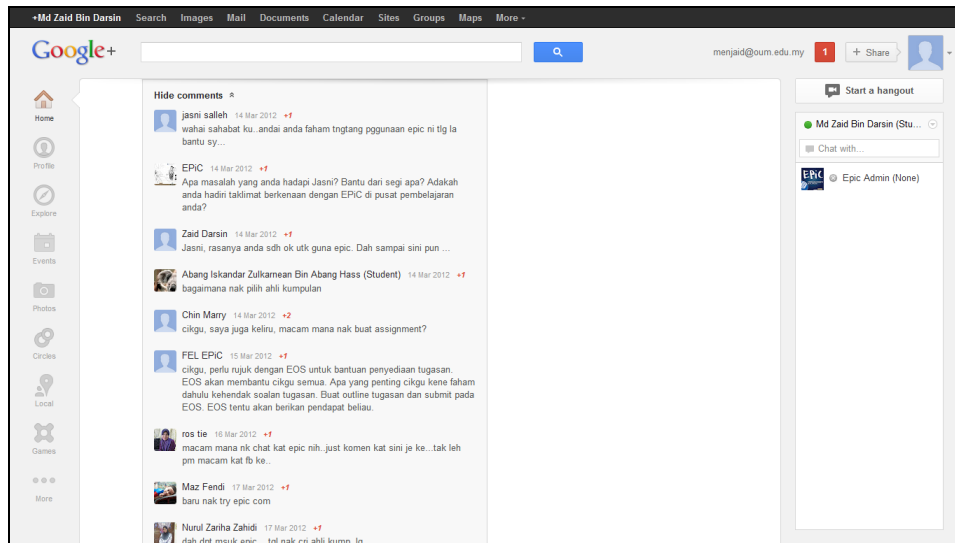 +Md Zaid Bin Darsin Search Images Mail Documents Calendar Sites Groups Maps More
Google+
menjaid@oum.edu.my 1 + Share
Home
Profile
Explore
Events
Photos
Circles
Local
Games
More
Hide comments
jasni salleh 14 Mar 2012 +1
wahai sahabat ku..andai anda faham tngtang pggunaan epic ni tlg la
bantu sy...
EPiC 14 Mar 2012 +1
Apa masalah yang anda hadapi Jasni? Bantu dari segi apa? Adakah
anda hadiri taklimat berkenaan dengan EPiC di pusat pembelajaran
anda?
Zaid Darsin 14 Mar 2012 +1
Jasni, rasanya anda sdh ok utk guna epic. Dah sampai sini pun ...
Abang Iskandar Zulkarnean Bin Abang Hass (Student) 14 Mar 2012 +1
bagaimana nak pilih ahli kumpulan
Chin Marry 14 Mar 2012 +2
cikgu, saya juga keliru, macam mana nak buat assignment?
FEL EPiC 15 Mar 2012 +1
cikgu, perlu rujuk dengan EOS untuk bantuan penyediaan tugasan.
EOS akan membantu cikgu semua. Apa yang penting cikgu kene faham
dahulu kehendak soalan tugasan. Buat outline tugasan dan submit pada
EOS. EOS tentu akan berikan pendapat beliau.
ros tie 16 Mar 2012 +1
macam mana nk chat kat epic nih..just komen kat sini je ke...tak leh
pm macam kat fb ke..
Maz Fendi 17 Mar 2012 +1
baru nak try epic com
Nurul Zariha Zahidi 17 Mar 2012 +1
dah dpt msuk epic....tgl nak cri ahli kump. lg
Start a hangout
Md Zaid Bin Darsin (Stu...
Chat with...
EPiC
Epic Admin (None)